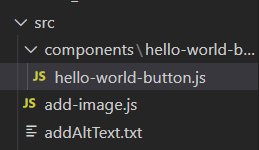 src
components\hello-world-b...
JS hello-world-button.js
JS add-image.js
addAltText.txt